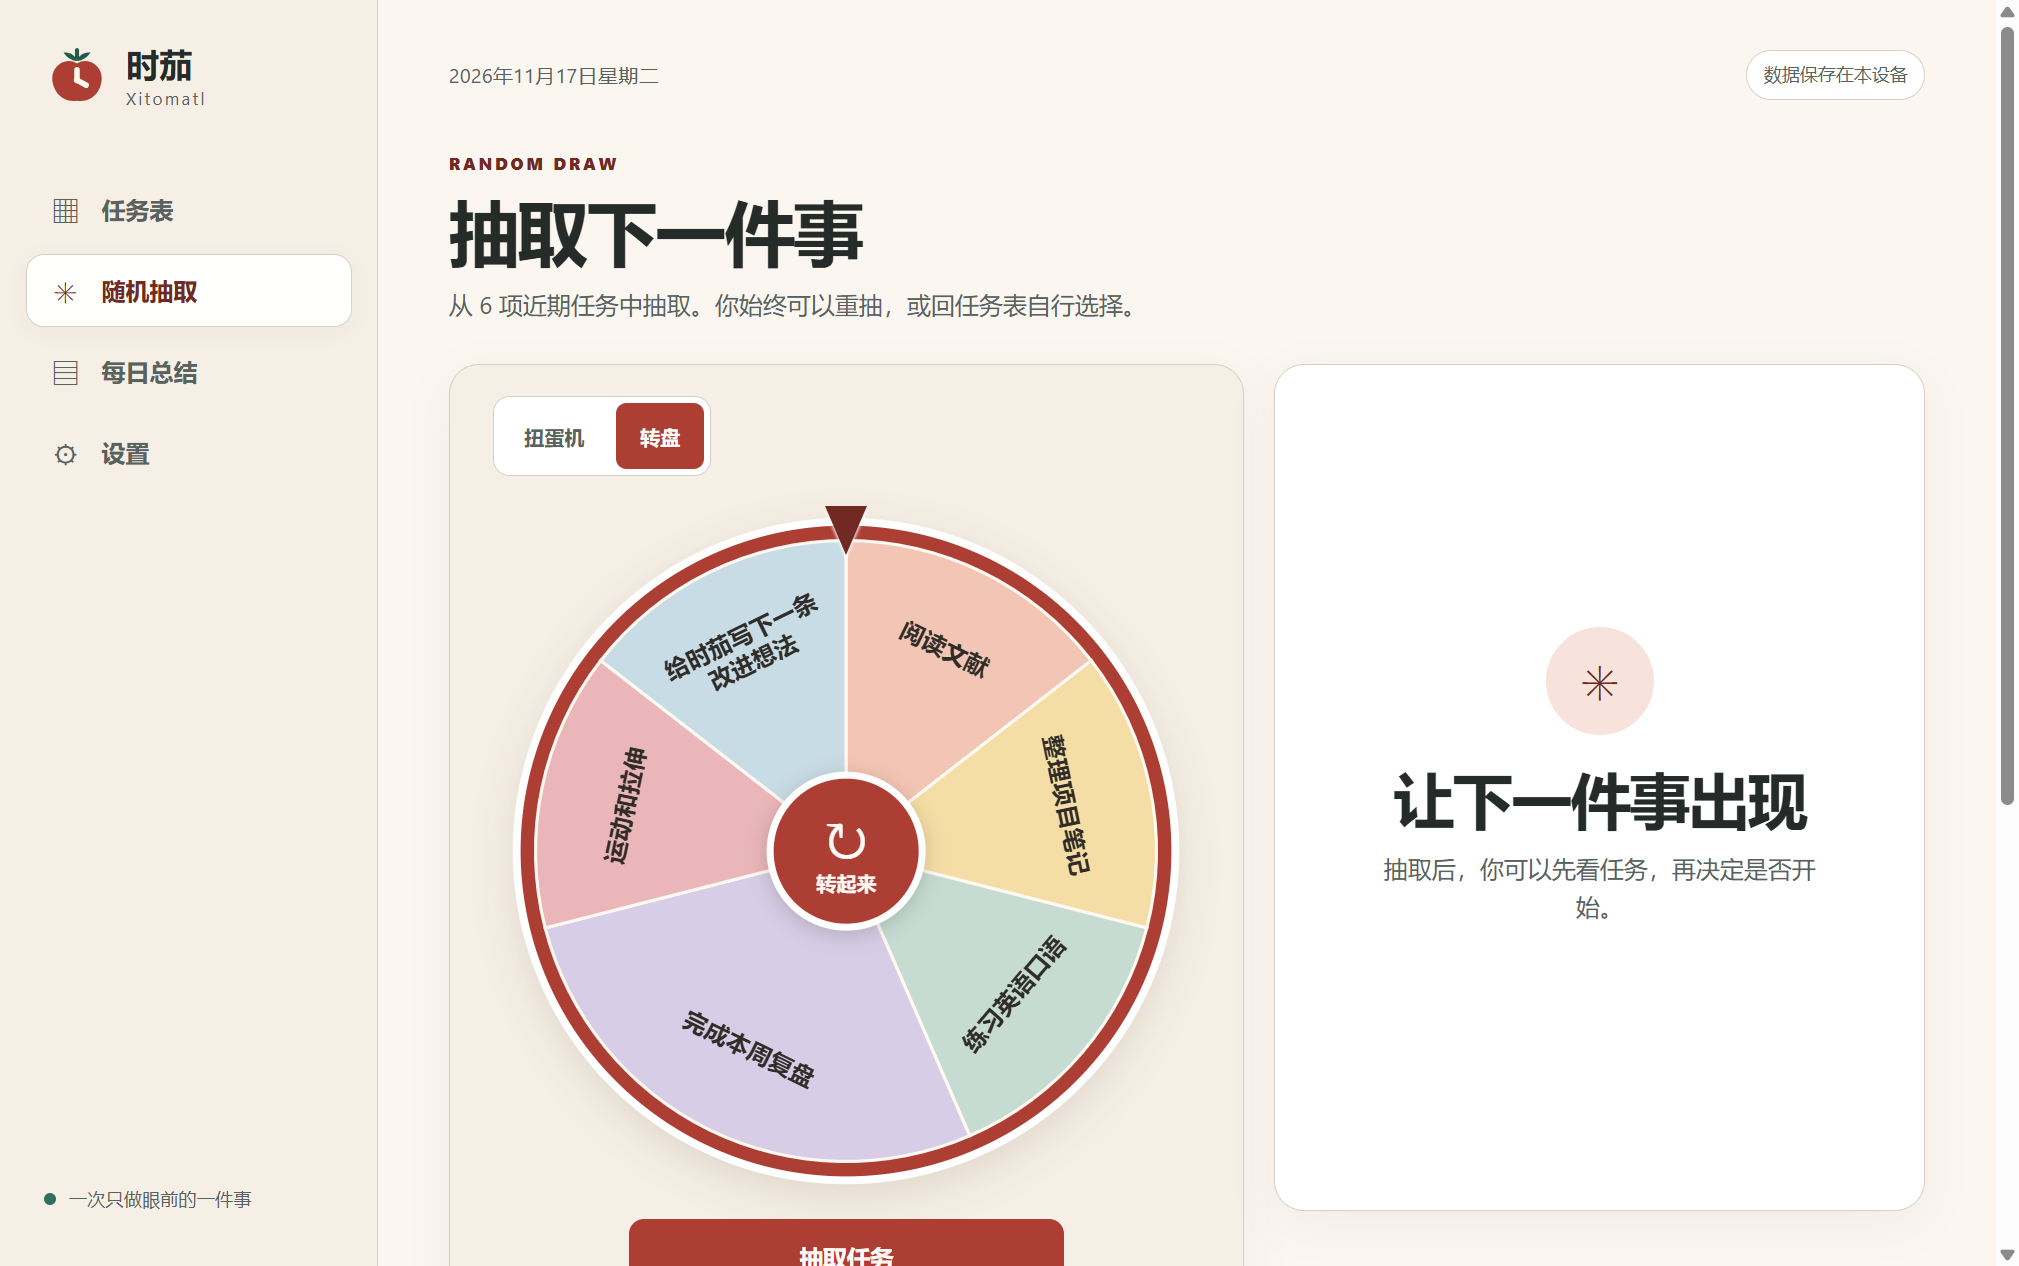 时茄
Xitomatl
任务表
随机抽取
每日总结
设置
一次只做眼前的一件事
2026年11月17日星期二
数据保存在本设备
RANDOM DRAW
抽取下一件事
从 6 项近期任务中抽取。你始终可以重抽，或回任务表自行选择。
扭蛋机
转盘
给时茄写下一条
改进想法
阅读文献
整理项目笔记
练习英语口语
完成本周复盘
运动和拉伸
转起来
抽取任务
让下一件事出现
抽取后，你可以先看任务，再决定是否开
始。